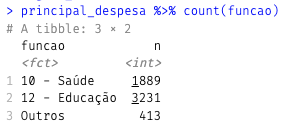 > principal_despesa %>% count(funcao)
# A tibble: 3 × 2
funcao n
<fct> <int>
1 10 - Saúde 1889
2 12 - Educação 3231
3 Outros 413